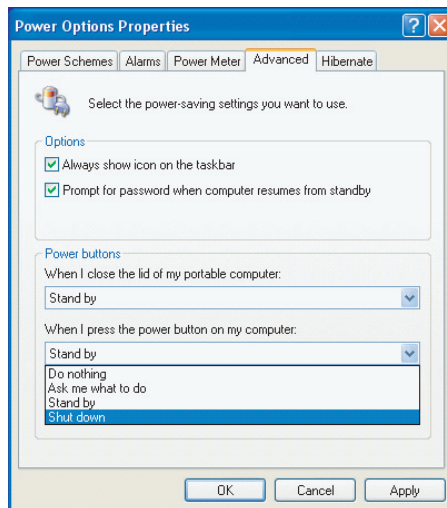 Power Options Properties
Power Schemes Alarms Power Meter Advanced Hibernate
Select the power-saving settings you want to use.
Options
Always show icon on the taskbar
Prompt for password when computer resumes from standby
Power buttons
When I close the lid of my portable computer:
Stand by
When I press the power button on my computer:
Stand by
Do nothing
Ask me what to do
Stand by
Shut down
OK Cancel Apply